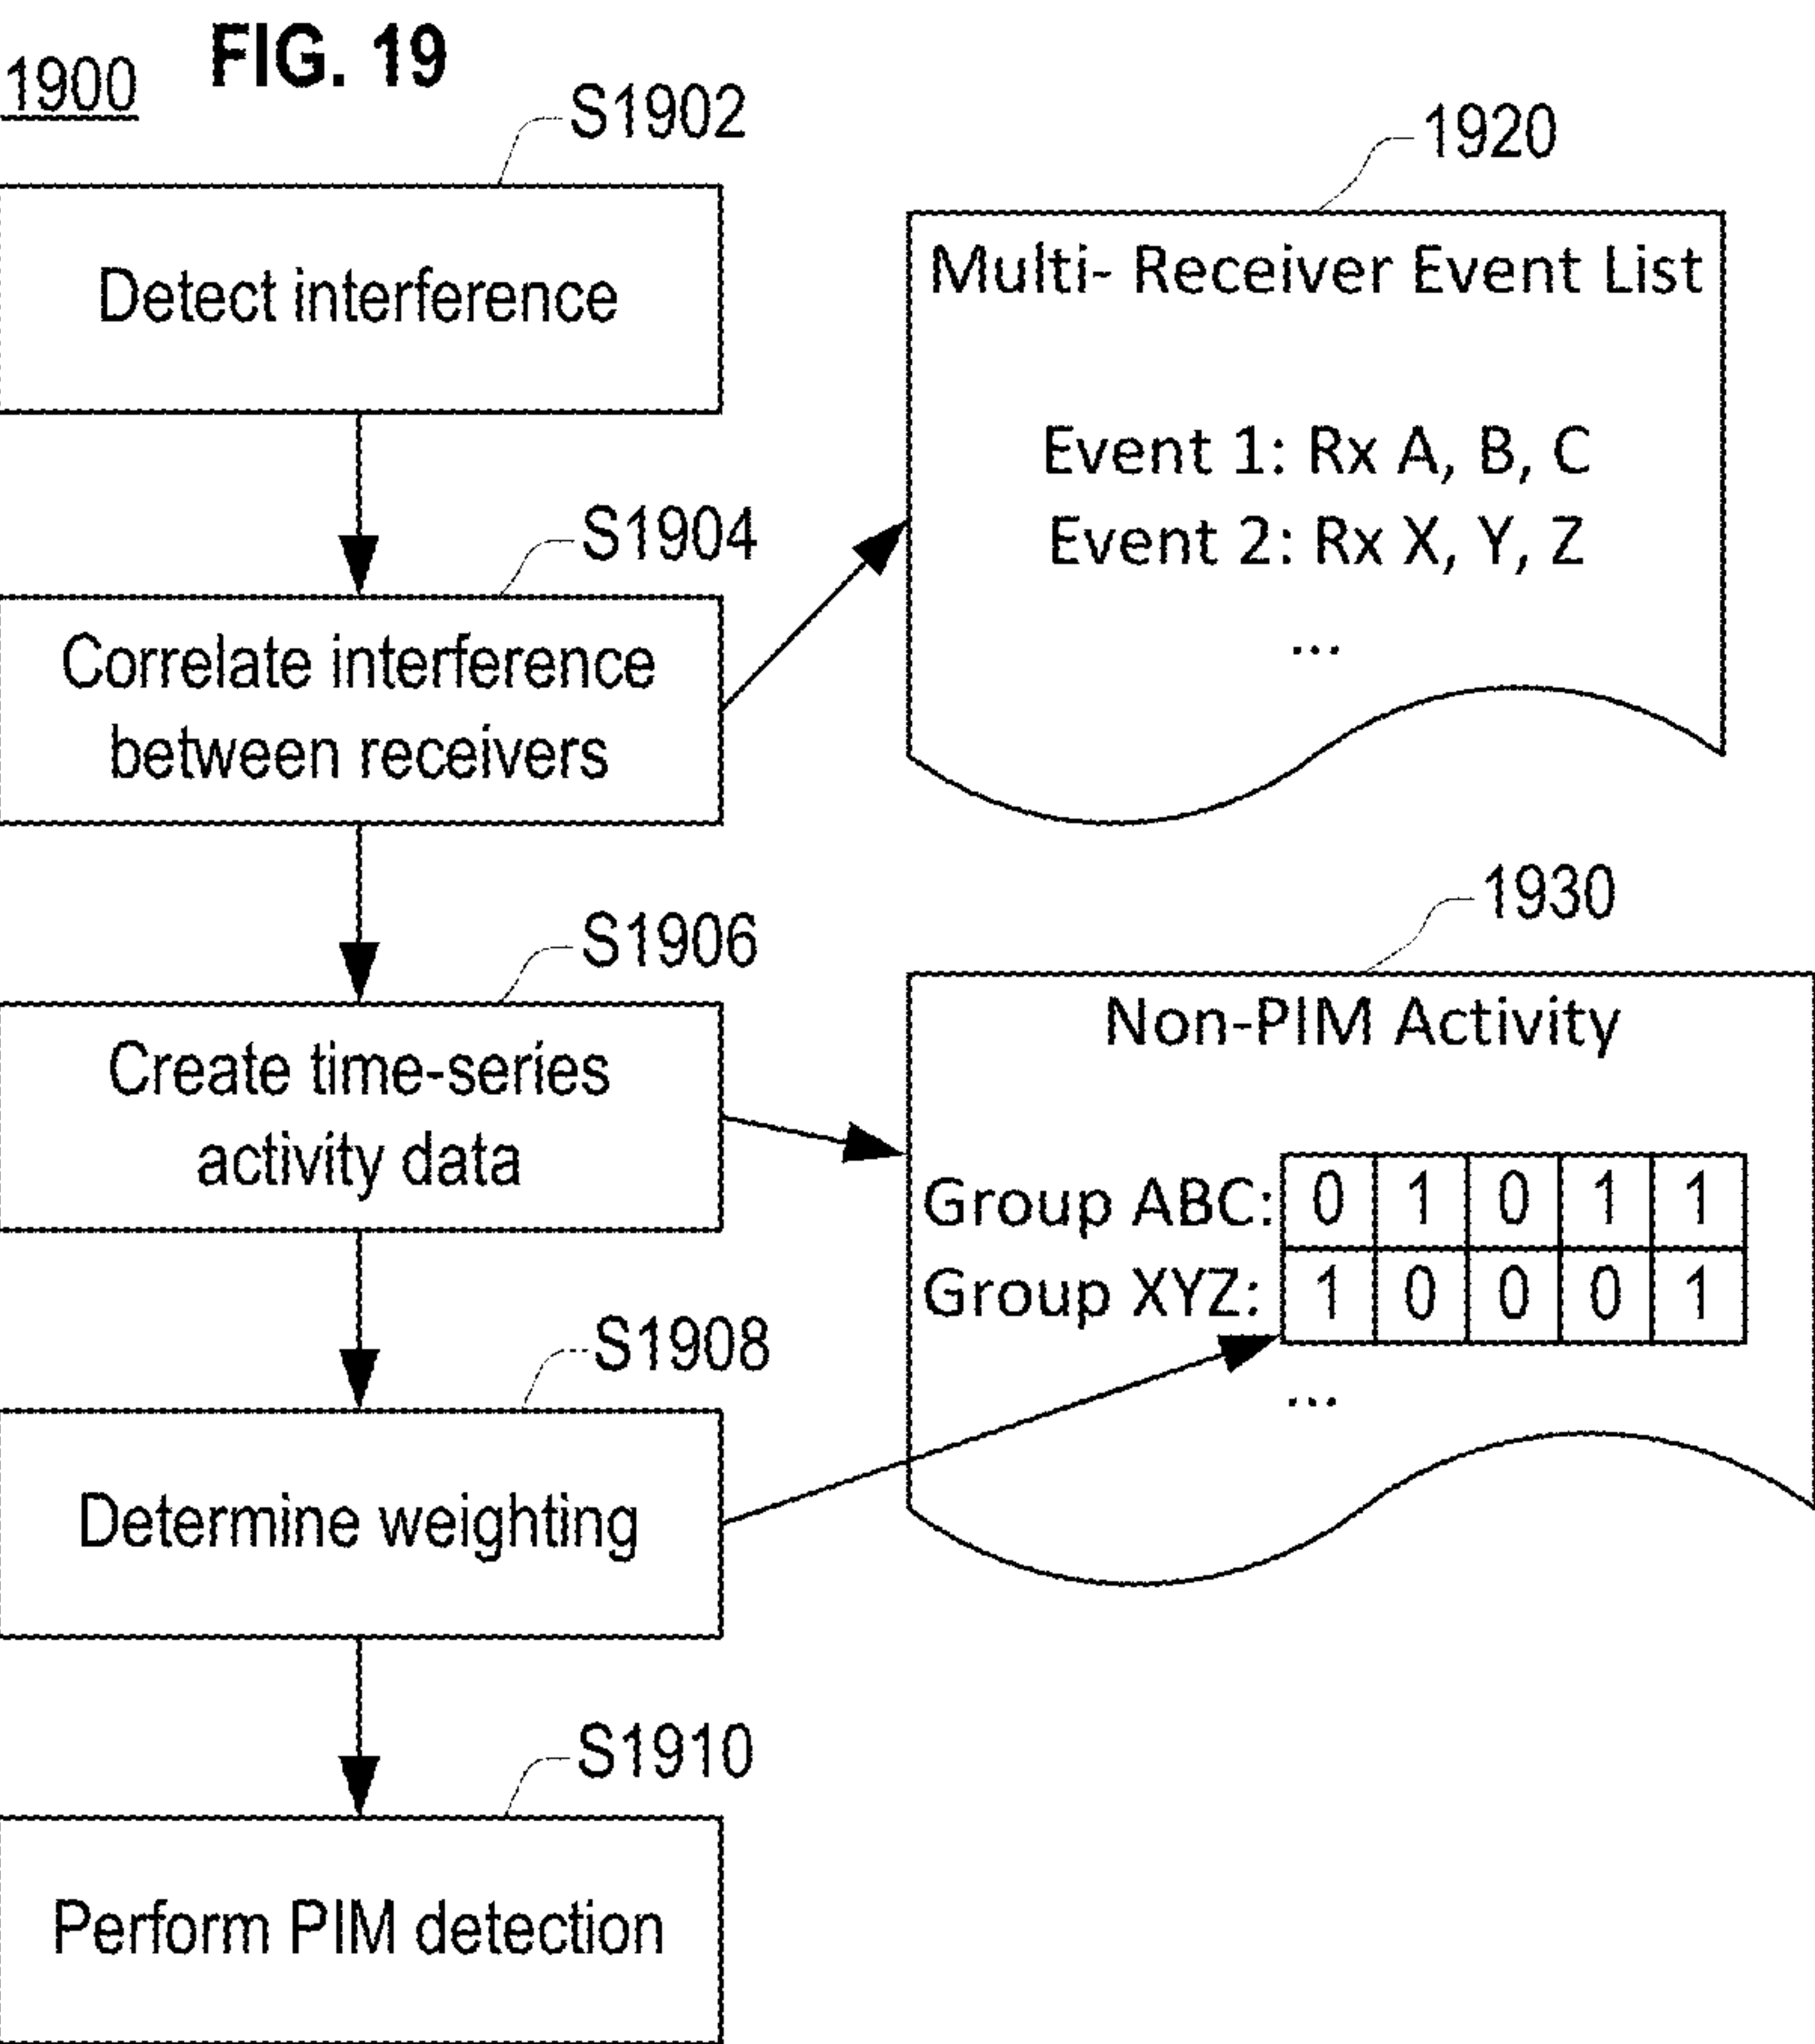 FIG. 19
1900
S1902
Detect interference
S1904
Correlate interference
between receivers
S1906
Create time-series
activity data
S1908
Determine weighting
S1910
Perform PIM detection
1920
Multi- Receiver Event List
Event 1: Rx A, B, C
Event 2: Rx X, Y, Z
...
1930
Non-PIM Activity
Group ABC: 0 1 0 1 1
Group XYZ: 1 0 0 0 1
...